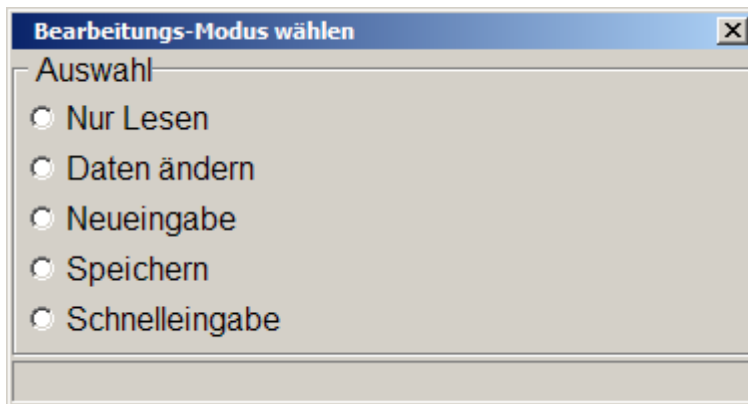 Bearbeitungs-Modus wählen
Auswahl
Nur Lesen
Daten ändern
Neueingabe
Speichern
Schnelleingabe